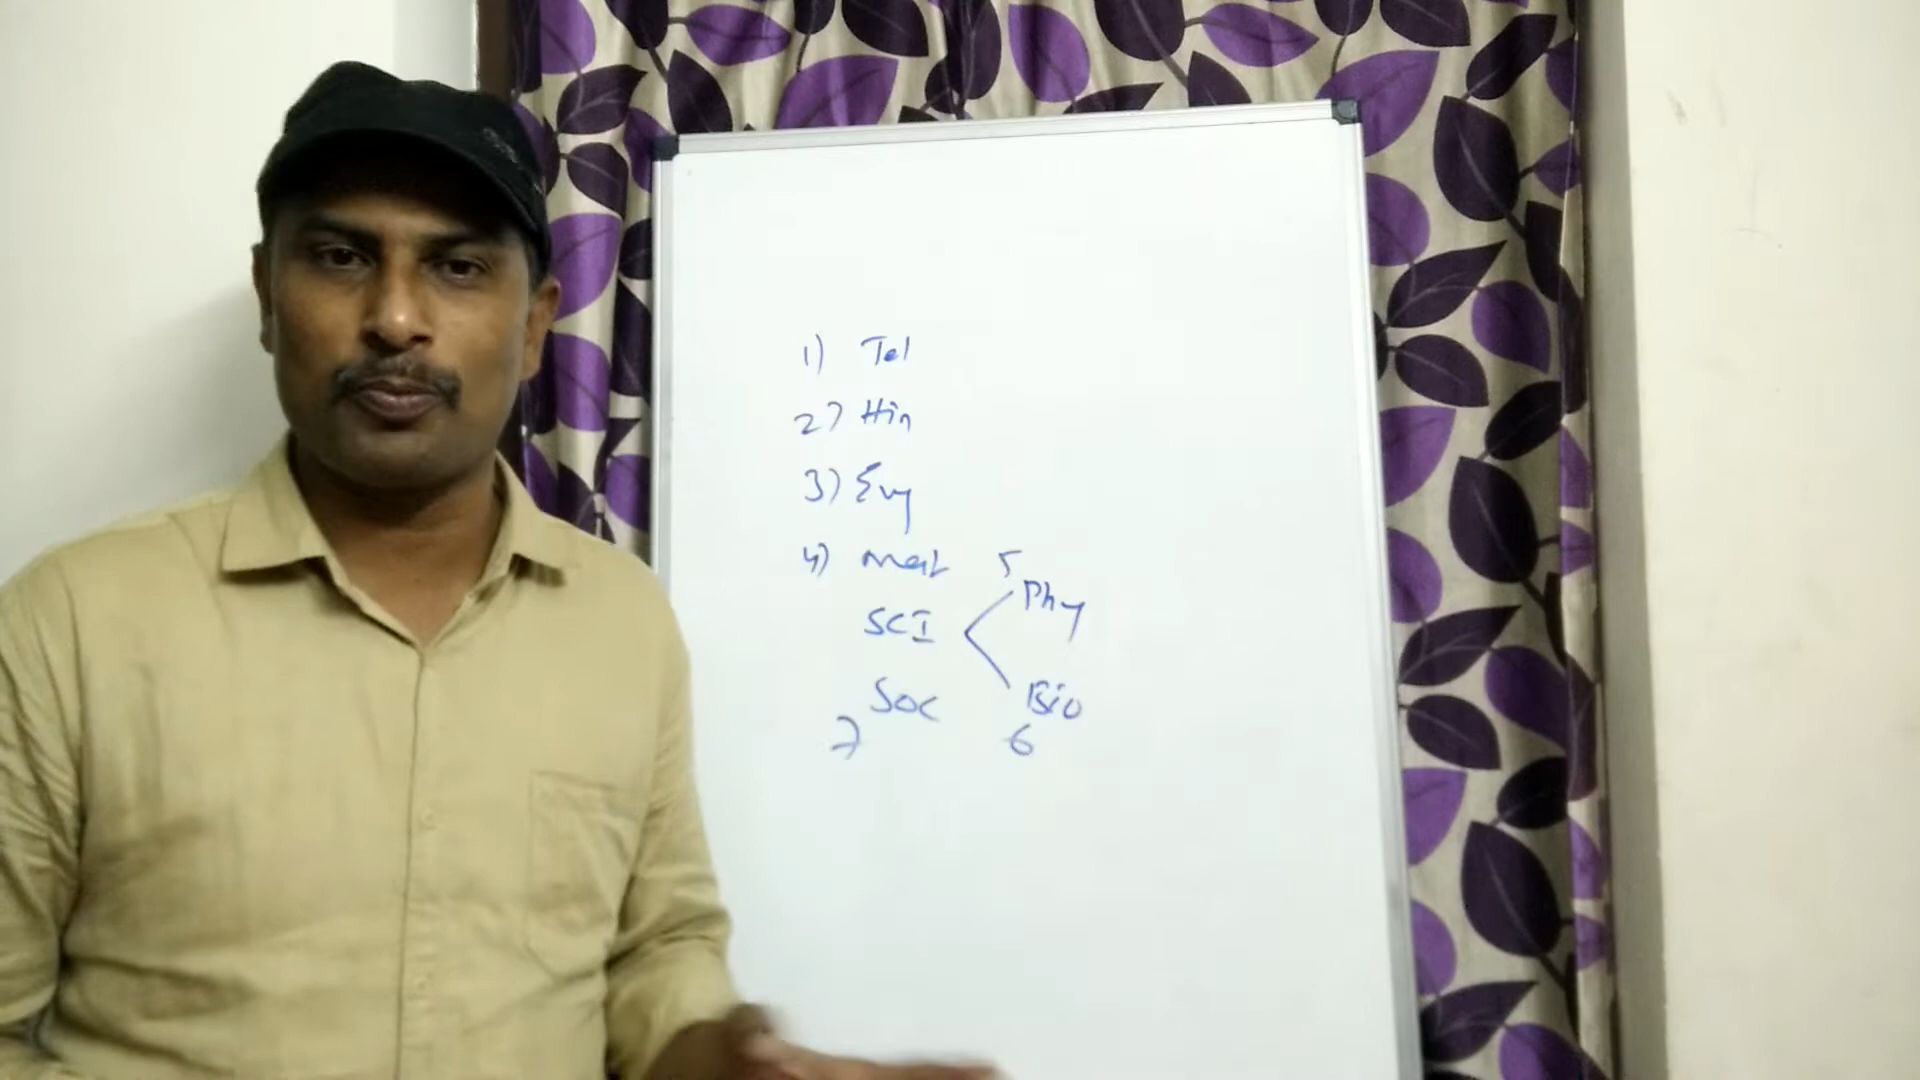 1) Tel
2) Hin
3) Eng
4) Mat 5
SCI < Phy
Soc Bio
7 6